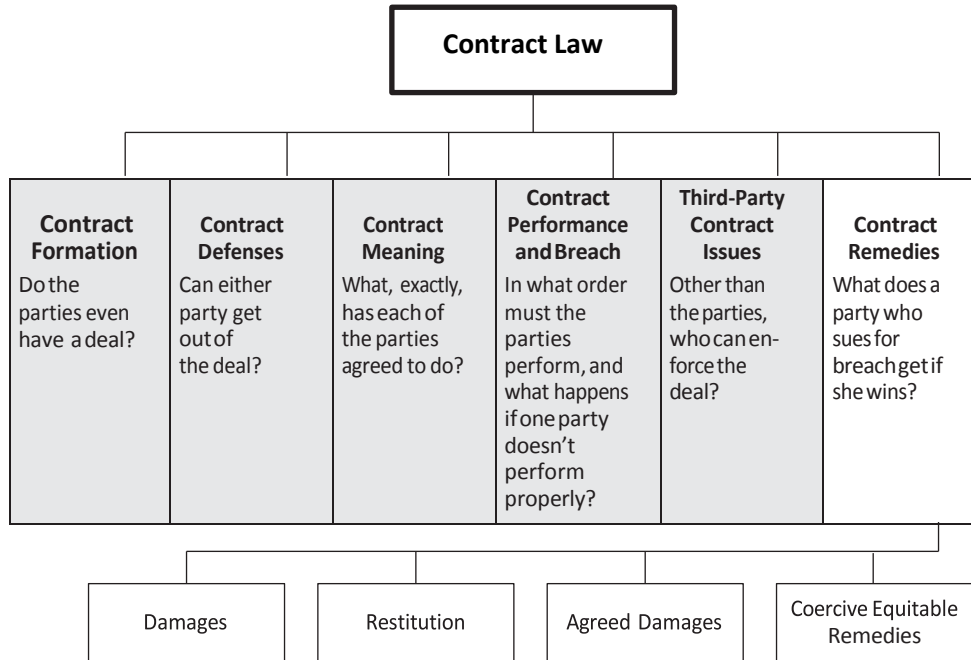 Contract Law
Contract
Formation
Do the
parties even
have a deal?
Contract
Defenses
Can either
party get
out of
the deal?
Contract
Meaning
What, exactly,
has each of
the parties
agreed to do?
Contract
Performance
and Breach
In what order
must the
parties
perform, and
what happens
if one party
doesn’t
perform
properly?
Third-Party
Contract
Issues
Other than
the parties,
who can en-
force the
deal?
Contract
Remedies
What does a
party who
sues for
breach get if
she wins?
Damages
Restitution
Agreed Damages
Coercive Equitable
Remedies